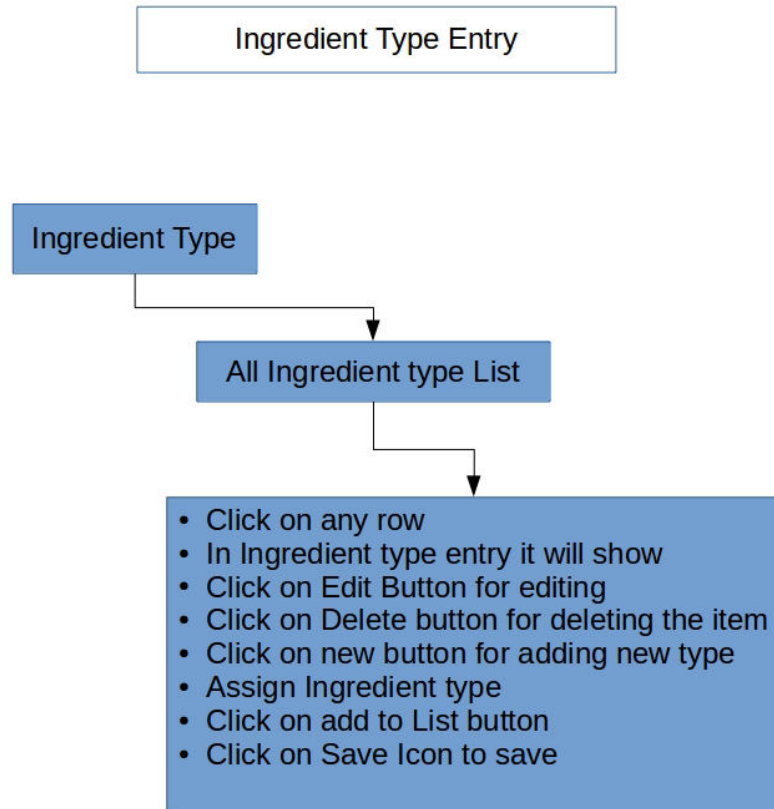 Ingredient Type Entry
Ingredient Type
All Ingredient type List
• Click on any row
• In Ingredient type entry it will show
• Click on Edit Button for editing
• Click on Delete button for deleting the item
• Click on new button for adding new type
• Assign Ingredient type
• Click on add to List button
• Click on Save Icon to save